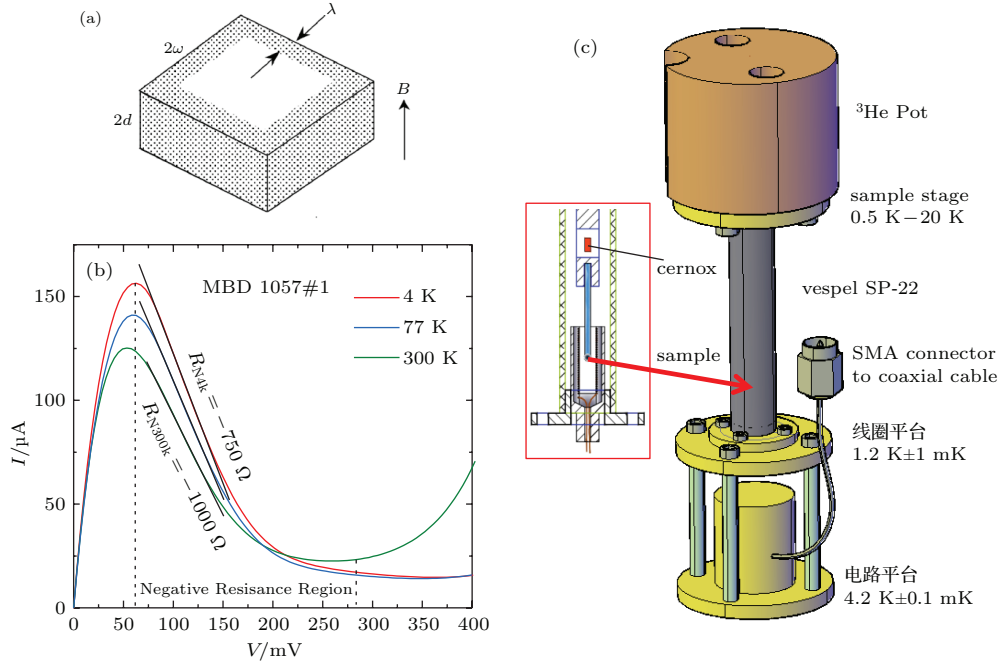 (a)
λ
2ω
2d
B
(b)
MBD 1057#1
4 K
77 K
300 K
R_N4k = −750 Ω
R_N300k = −1000 Ω
Negative Resisance Region
I/μA
150
100
50
0
0 50 100 150 200 250 300 350 400
V/mV
(c)
³He Pot
sample stage
0.5 K−20 K
cernox
vespel SP-22
sample
SMA connector
to coaxial cable
线圈平台
1.2 K±1 mK
电路平台
4.2 K±0.1 mK